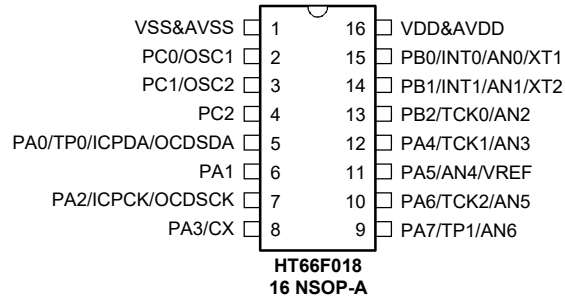 VSS&AVSS 1 16 VDD&AVDD
PC0/OSC1 2 15 PB0/INT0/AN0/XT1
PC1/OSC2 3 14 PB1/INT1/AN1/XT2
PC2 4 13 PB2/TCK0/AN2
PA0/TP0/ICPDA/OCDSDA 5 12 PA4/TCK1/AN3
PA1 6 11 PA5/AN4/VREF
PA2/ICPCK/OCDSCK 7 10 PA6/TCK2/AN5
PA3/CX 8 9 PA7/TP1/AN6
HT66F018
16 NSOP-A